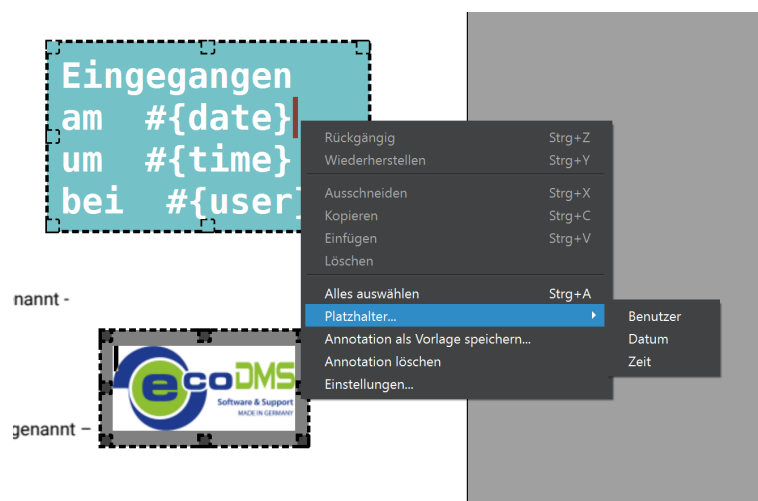 Eingegangen
am #{date}
um #{time}
bei #{user}
Rückgängig Strg+Z
Wiederherstellen Strg+Y
Ausschneiden Strg+X
Kopieren Strg+C
Einfügen Strg+V
Löschen
Alles auswählen Strg+A
Platzhalter...
Annotation als Vorlage speichern...
Annotation löschen
Einstellungen...
Benutzer
Datum
Zeit
nannt -
ecoDMS
Software & Support
MADE IN GERMANY
genannt –